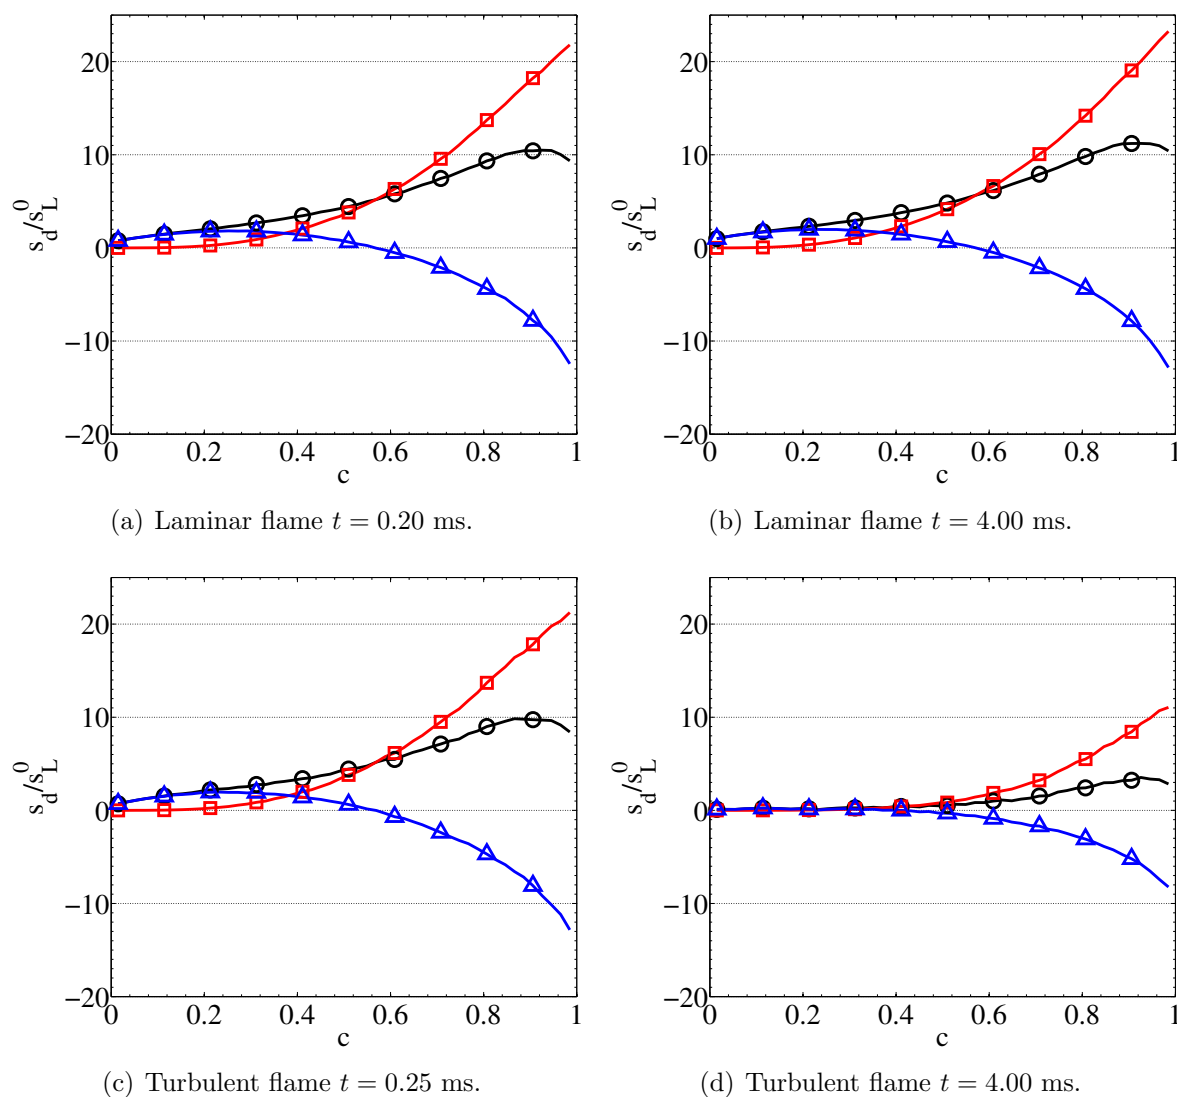 20
10
0
−10
−20
s_d/s_L^0
0 0.2 0.4 0.6 0.8 1
c
(a) Laminar flame t = 0.20 ms.
20
10
0
−10
−20
s_d/s_L^0
0 0.2 0.4 0.6 0.8 1
c
(b) Laminar flame t = 4.00 ms.
20
10
0
−10
−20
s_d/s_L^0
0 0.2 0.4 0.6 0.8 1
c
(c) Turbulent flame t = 0.25 ms.
20
10
0
−10
−20
s_d/s_L^0
0 0.2 0.4 0.6 0.8 1
c
(d) Turbulent flame t = 4.00 ms.